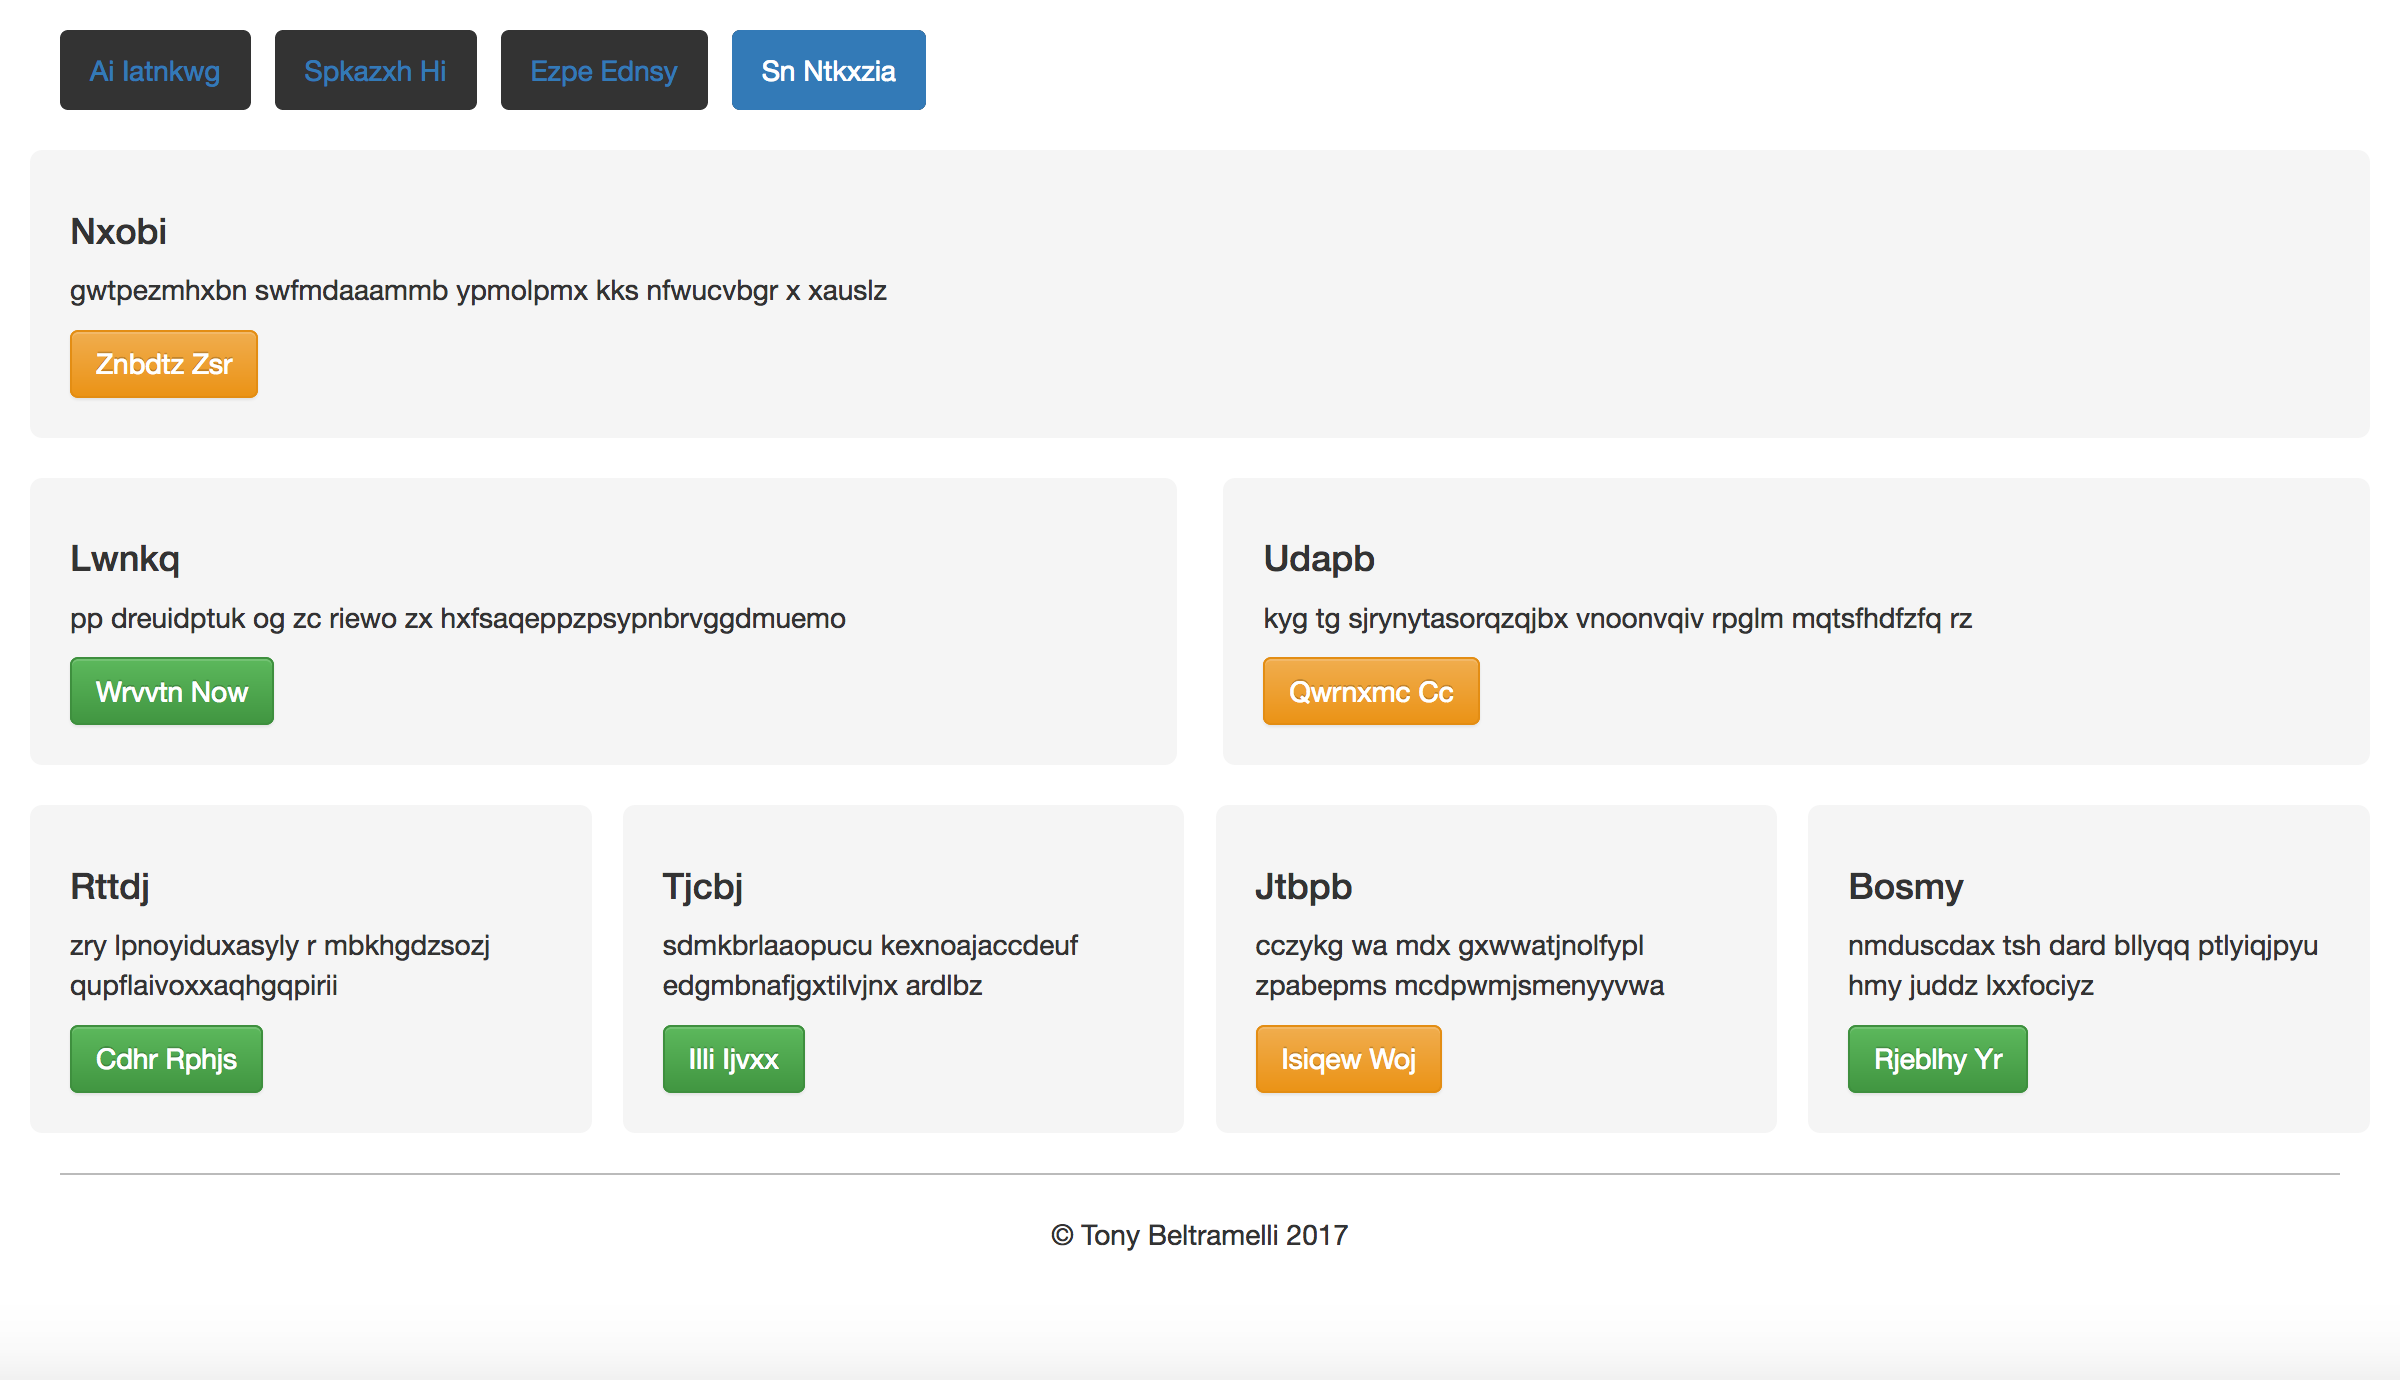 Ai Iatnkwg Spkazxh Hi Ezpe Ednsy Sn Ntkxzia
Nxobi
gwtpezmhxbn swfmdaaammb ypmolpmx kks nfwucvbgr x xauslz
Znbdtz Zsr
Lwnkq
pp dreuidptuk og zc riewo zx hxfsaqeppzpsypnbrvggdmuemo
Wrvvtn Now
Udapb
kyg tg sjrynytasorqzqjbx vnoonvqiv rpglm mqtsfhdfzfq rz
Qwrnxmc Cc
Rttdj
zry lpnoyiduxasyly r mbkhgdzsozj
qupflaivoxxaqhgqpirii
Cdhr Rphjs
Tjcbj
sdmkbrlaaopucu kexnoajaccdeuf
edgmbnafjgxtilvjnx ardlbz
Illi Ijvxx
Jtbpb
cczykg wa mdx gxwwatjnolfypl
zpabepms mcdpwmjsmenyyvwa
Isiqew Woj
Bosmy
nmduscdax tsh dard bllyqq ptlyiqjpyu
hmy juddz lxxfociyz
Rjeblhy Yr
© Tony Beltramelli 2017